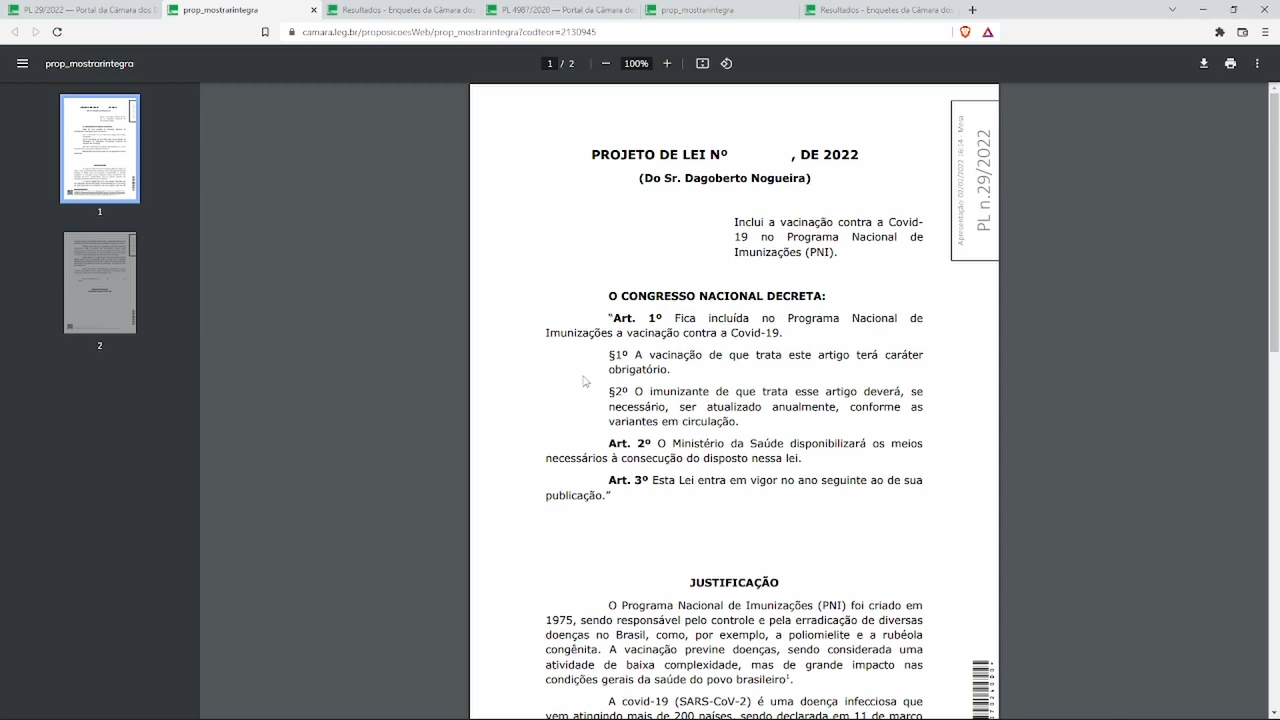 PL 29/2022 — Portal da Câmara dos D
prop_mostrarintegra
Resultados - Enquetes da Câmara dos
PL 4987/2020 — Portal da Câmara dos
prop_mostrarintegra
Resultados - Enquetes da Câmara dos
camara.leg.br/proposicoesWeb/prop_mostrarintegra?codteor=2130945
prop_mostrarintegra
1 / 2
100%
1
2
PROJETO DE LEI Nº , DE 2022
(Do Sr. Dagoberto Nogueira)
Apresentação: 02/02/2022 16:14 - Mesa
PL n.29/2022
Inclui a vacinação contra a Covid-
19 no Programa Nacional de
Imunizações (PNI).
O CONGRESSO NACIONAL DECRETA:
"Art. 1º Fica incluída no Programa Nacional de
Imunizações a vacinação contra a Covid-19.
§1º A vacinação de que trata este artigo terá caráter
obrigatório.
§2º O imunizante de que trata esse artigo deverá, se
necessário, ser atualizado anualmente, conforme as
variantes em circulação.
Art. 2º O Ministério da Saúde disponibilizará os meios
necessários à consecução do disposto nessa lei.
Art. 3º Esta Lei entra em vigor no ano seguinte ao de sua
publicação."
JUSTIFICAÇÃO
O Programa Nacional de Imunizações (PNI) foi criado em
1975, sendo responsável pelo controle e pela erradicação de diversas
doenças no Brasil, como, por exemplo, a poliomielite e a rubéola
congênita. A vacinação previne doenças, sendo considerada uma
atividade de baixa complexidade, mas de grande impacto nas
condições gerais da saúde do povo brasileiro¹.
A covid-19 (SARS-CoV-2) é uma doença infecciosa que
vem atingindo mais de 200 países, sendo declarada em 11 de março